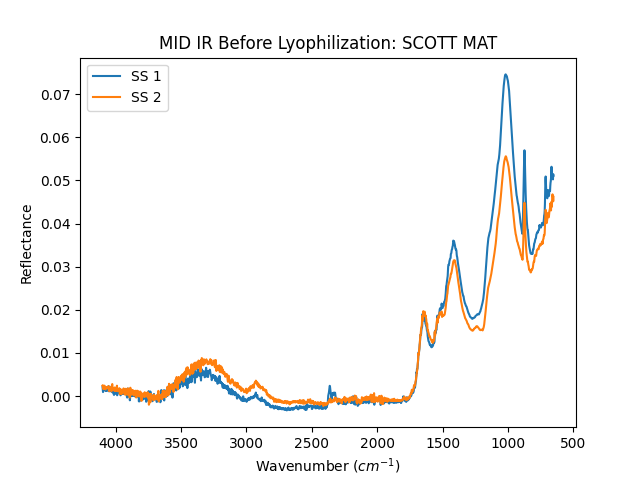 MID IR Before Lyophilization: SCOTT MAT
SS 1
SS 2
Reflectance
0.07
0.06
0.05
0.04
0.03
0.02
0.01
0.00
4000 3500 3000 2500 2000 1500 1000 500
Wavenumber (cm⁻¹)